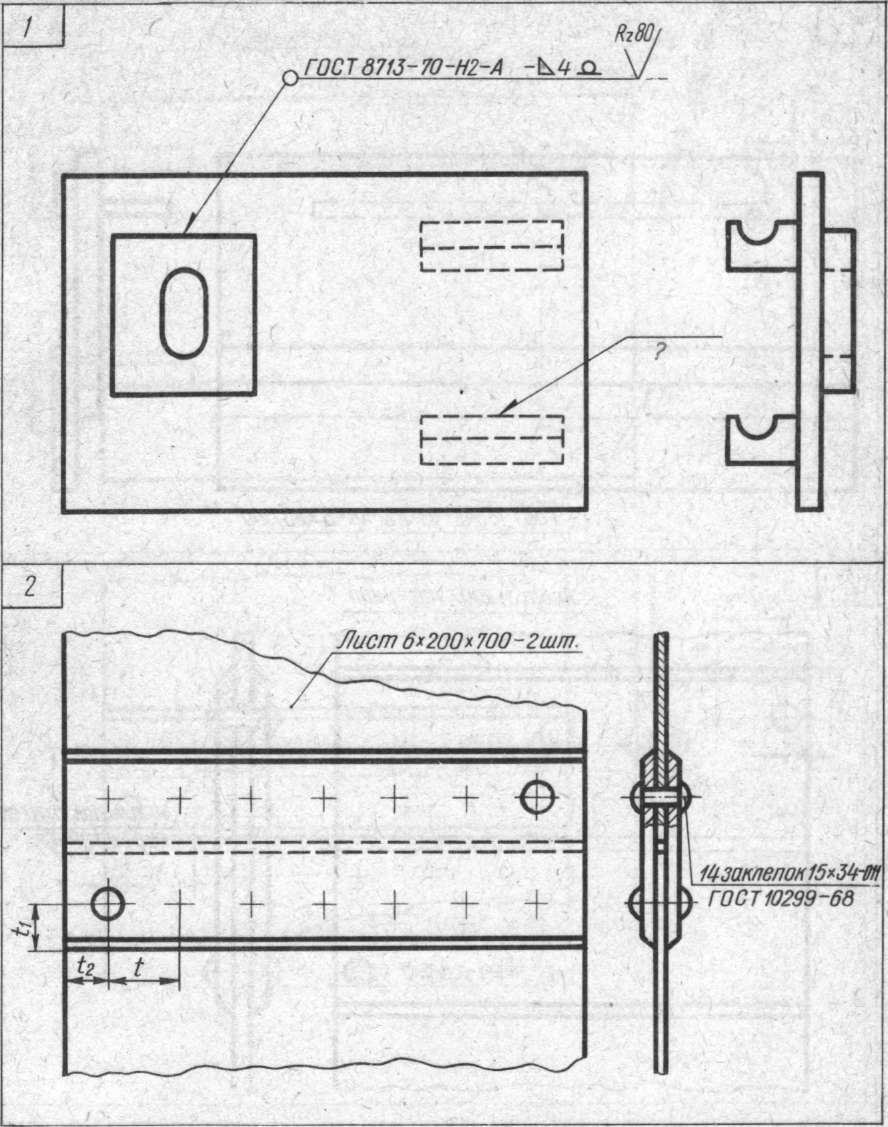 1
Rz80
ГОСТ 8713-70-Н2-А -⊿4
?
2
Лист 6×200×700-2шт.
14 заклепок 15×34-
ГОСТ 10299-68
t₁
t₂ t